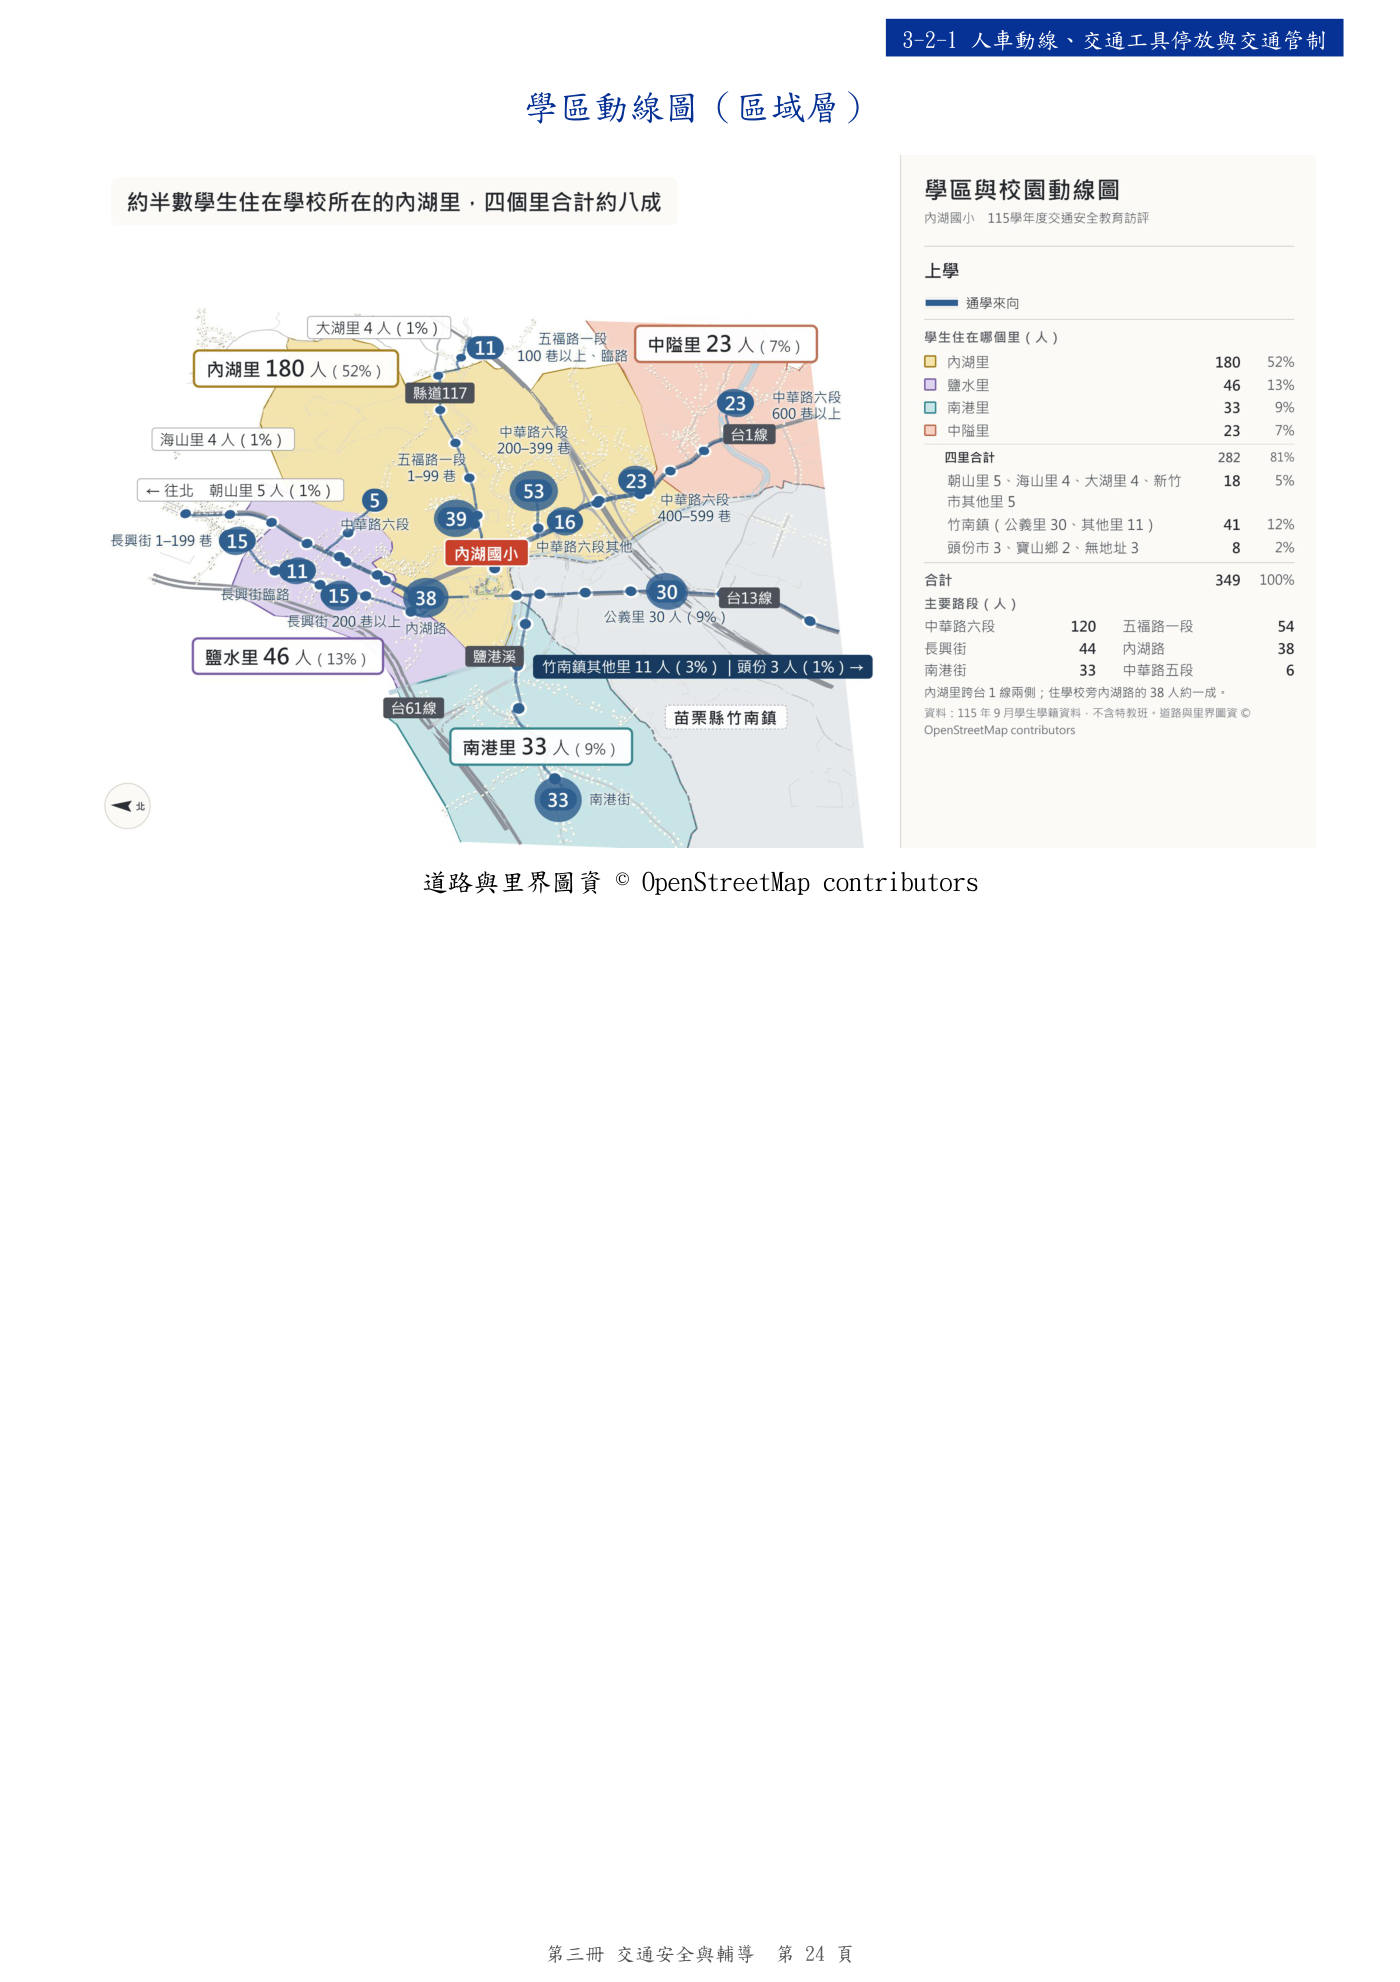 3-2-1 人車動線、交通工具停放與交通管制
學區動線圖（區域層）
約半數學生住在學校所在的內湖里，四個里合計約八成
大湖里 4 人（1%）
11
五福路一段
100 巷以上、臨路
中隘里 23 人（7%）
內湖里 180 人（52%）
縣道117
23
中華路六段
600 巷以上
台1線
海山里 4 人（1%）
中華路六段
200–399 巷
五福路一段
1–99 巷
← 往北　朝山里 5 人（1%）
5
53
23
中華路六段
400–599 巷
中華路六段
39
16
長興街 1–199 巷
15
內湖國小
中華路六段其他
11
長興街臨路
15
38
30
台13線
長興街 200 巷以上
內湖路
公義里 30 人（9%）
鹽水里 46 人（13%）
鹽港溪
竹南鎮其他里 11 人（3%）｜頭份 3 人（1%）→
台61線
苗栗縣竹南鎮
南港里 33 人（9%）
33
南港街
北
學區與校園動線圖
內湖國小　115學年度交通安全教育訪評
上學
通學來向
學生住在哪個里（人）
內湖里 180 52%
鹽水里 46 13%
南港里 33 9%
中隘里 23 7%
四里合計 282 81%
朝山里 5、海山里 4、大湖里 4、新竹 18 5%
市其他里 5
竹南鎮（公義里 30、其他里 11） 41 12%
頭份市 3、寶山鄉 2、無地址 3 8 2%
合計 349 100%
主要路段（人）
中華路六段 120 五福路一段 54
長興街 44 內湖路 38
南港街 33 中華路五段 6
內湖里跨台 1 線兩側；住學校旁內湖路的 38 人約一成。
資料：115 年 9 月學生學籍資料，不含特教班。道路與里界圖資 ©
OpenStreetMap contributors
道路與里界圖資 © OpenStreetMap contributors
第三冊 交通安全與輔導　第 24 頁